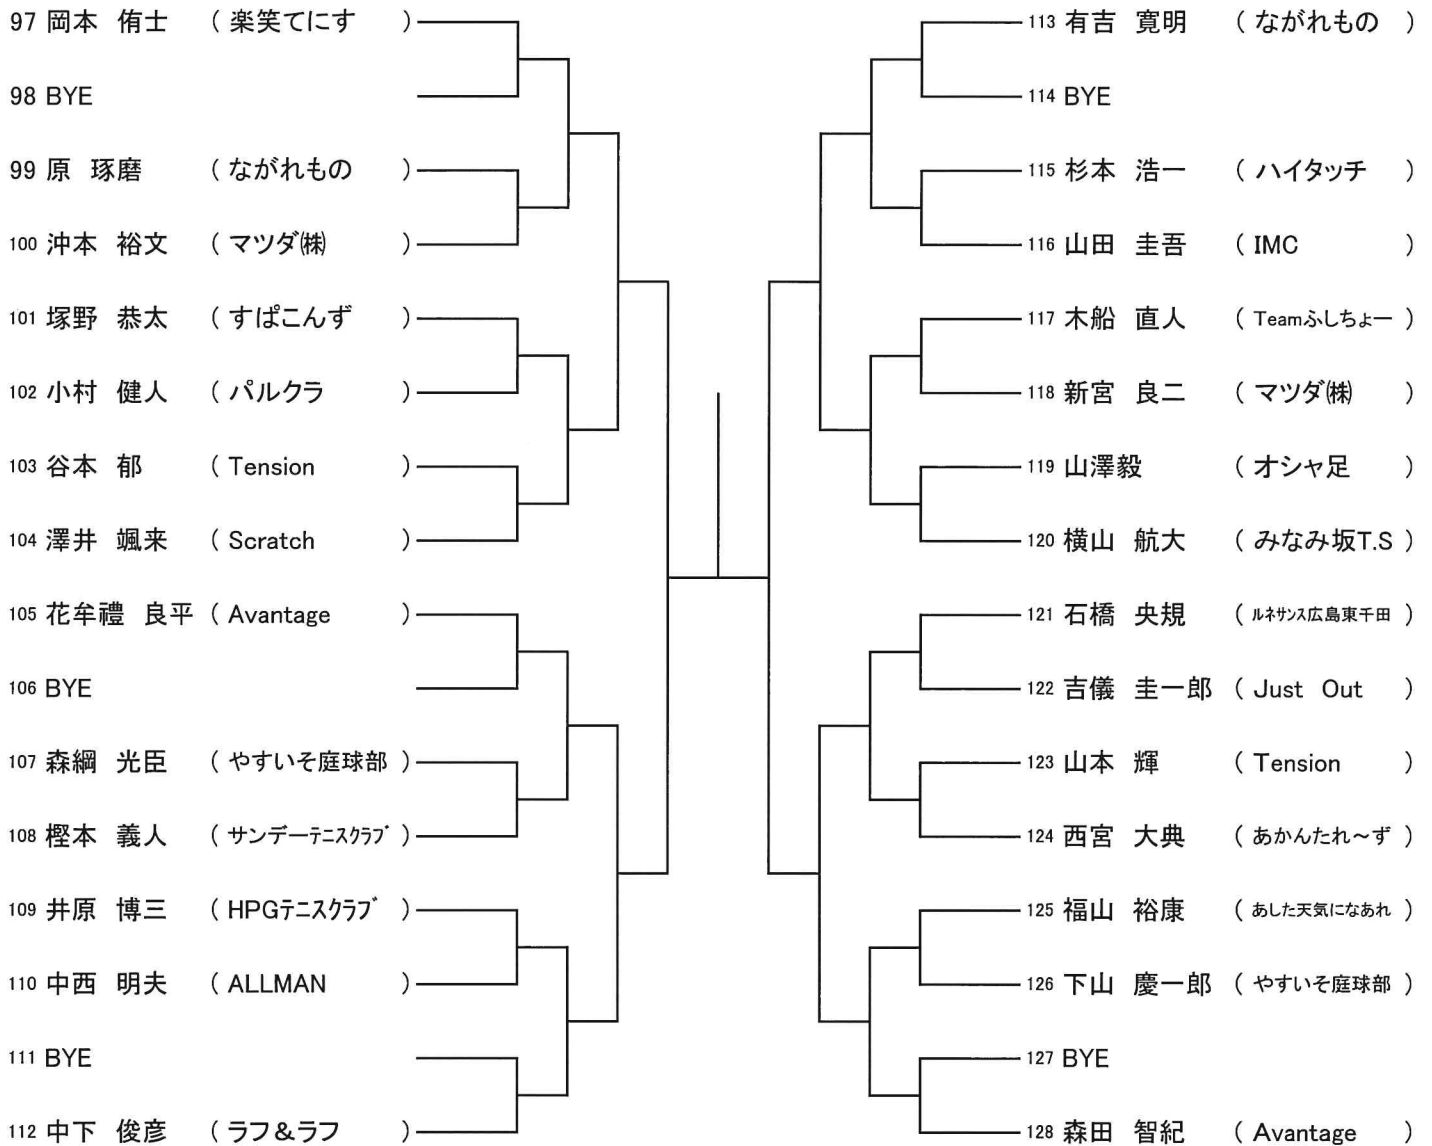 97 岡本 侑士 ( 楽笑てにす )
98 BYE
99 原 琢磨 ( ながれもの )
100 沖本 裕文 ( マツダ㈱ )
101 塚野 恭太 ( すぱこんず )
102 小村 健人 ( パルクラ )
103 谷本 郁 ( Tension )
104 澤井 颯来 ( Scratch )
105 花牟禮 良平 ( Avantage )
106 BYE
107 森綱 光臣 ( やすいそ庭球部 )
108 樫本 義人 ( サンデーテニスクラブ )
109 井原 博三 ( HPGテニスクラブ )
110 中西 明夫 ( ALLMAN )
111 BYE
112 中下 俊彦 ( ラフ&ラフ )
113 有吉 寛明 ( ながれもの )
114 BYE
115 杉本 浩一 ( ハイタッチ )
116 山田 圭吾 ( IMC )
117 木船 直人 ( Teamふしちょー )
118 新宮 良二 ( マツダ㈱ )
119 山澤毅 ( オシャ足 )
120 横山 航大 ( みなみ坂T.S )
121 石橋 央規 ( ルネサンス広島東千田 )
122 吉儀 圭一郎 ( Just Out )
123 山本 輝 ( Tension )
124 西宮 大典 ( あかんたれ～ず )
125 福山 裕康 ( あした天気になあれ )
126 下山 慶一郎 ( やすいそ庭球部 )
127 BYE
128 森田 智紀 ( Avantage )